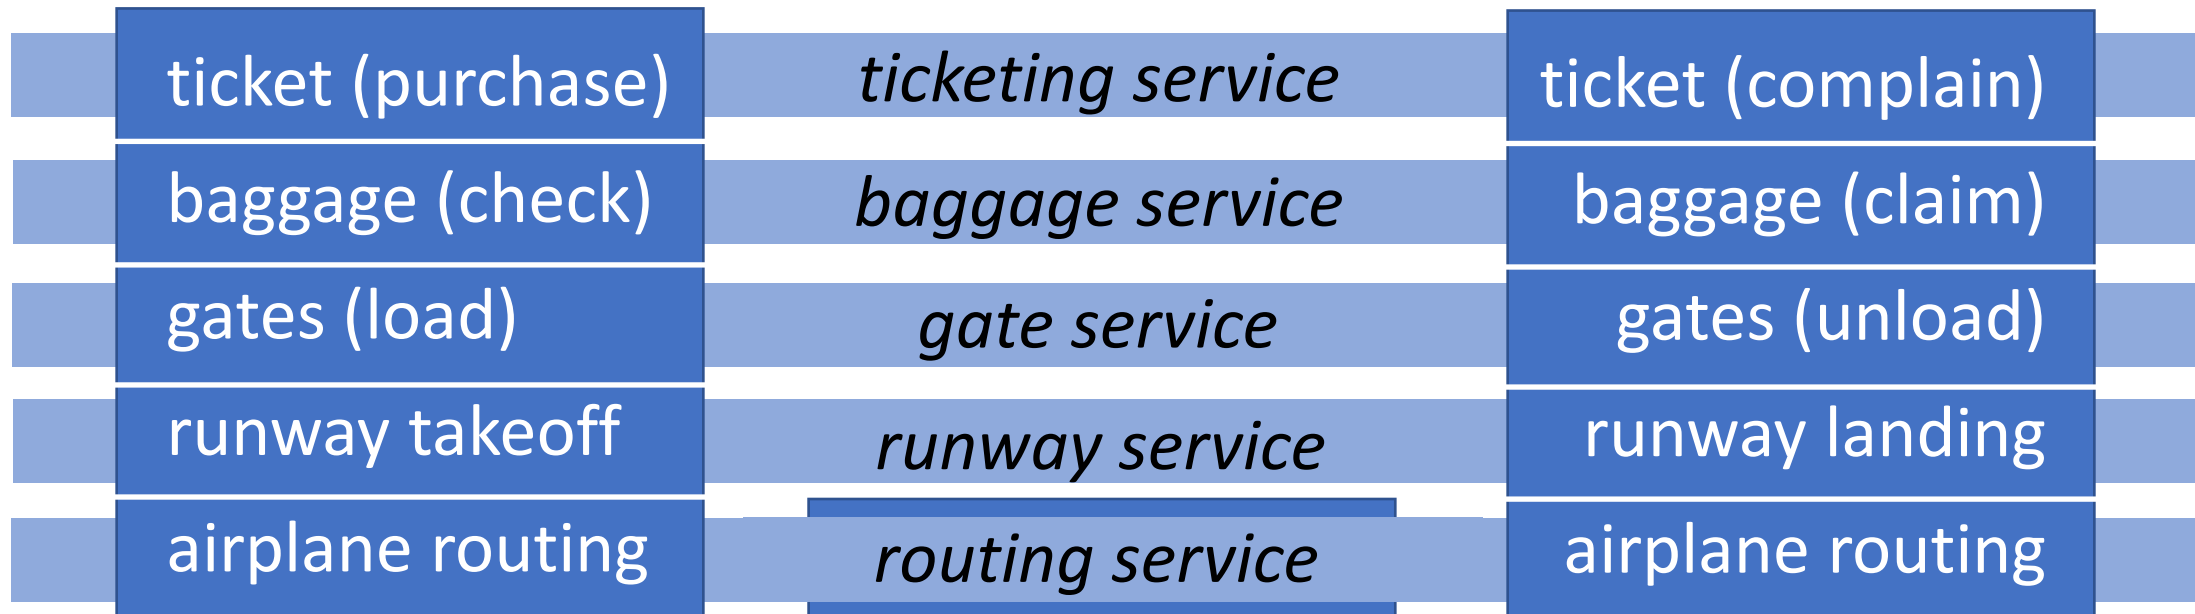 ticket (purchase) ticketing service ticket (complain)
baggage (check) baggage service baggage (claim)
gates (load) gate service gates (unload)
runway takeoff runway service runway landing
airplane routing routing service airplane routing